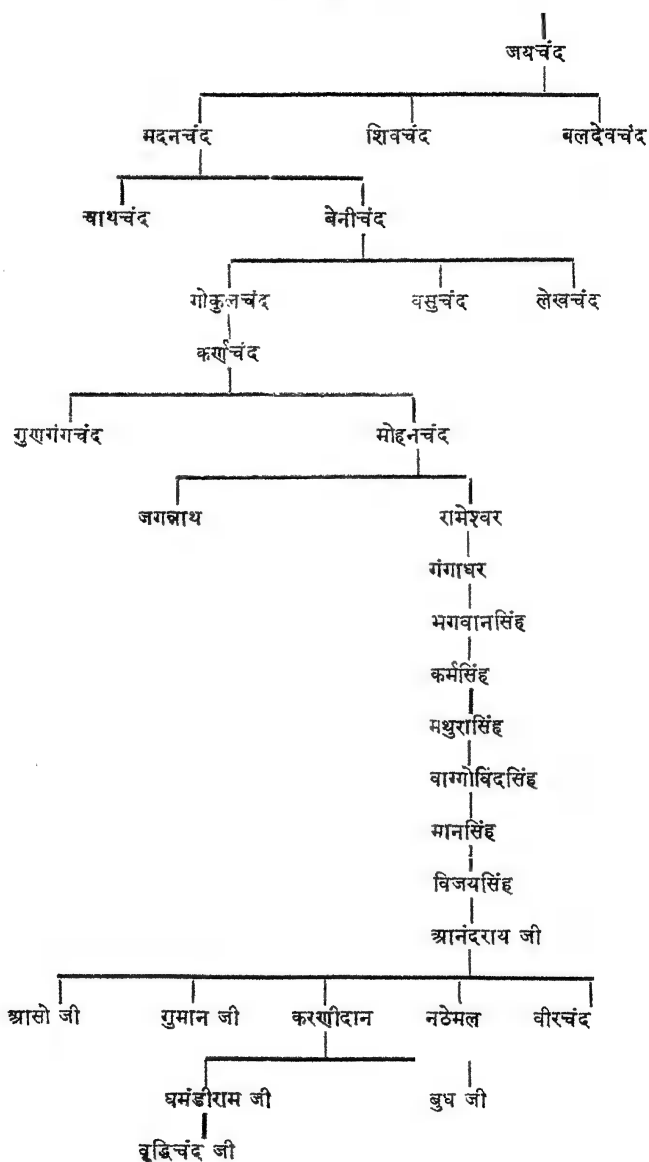 जयचंद
मदनचंद शिवचंद बलदेवचंद
चाथचंद बेनीचंद
गोकुलचंद वसुचंद लेखचंद
कर्णचंद
गुणगंगचंद मोहनचंद
जगन्नाथ रामेश्वर
गंगाधर
भगवानसिंह
कर्मसिंह
मथुरासिंह
वाग्गोविंदसिंह
मानसिंह
विजयसिंह
आनंदराय जी
आसो जी गुमान जी करणीदान नठेमल वीरचंद
घमंडीराम जी बुध जी
वृद्धिचंद जी